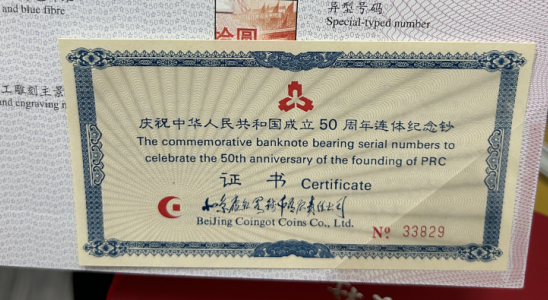 and blue fibre
拾圆
异型号码
Special-typed number
工雕刻主景
and engraving
庆祝中华人民共和国成立 50 周年连体纪念钞
The commemorative banknote bearing serial numbers to
celebrate the 50th anniversary of the founding of PRC
证 书 Certificate
BeiJing Coingot Coins Co., Ltd.
No 33829